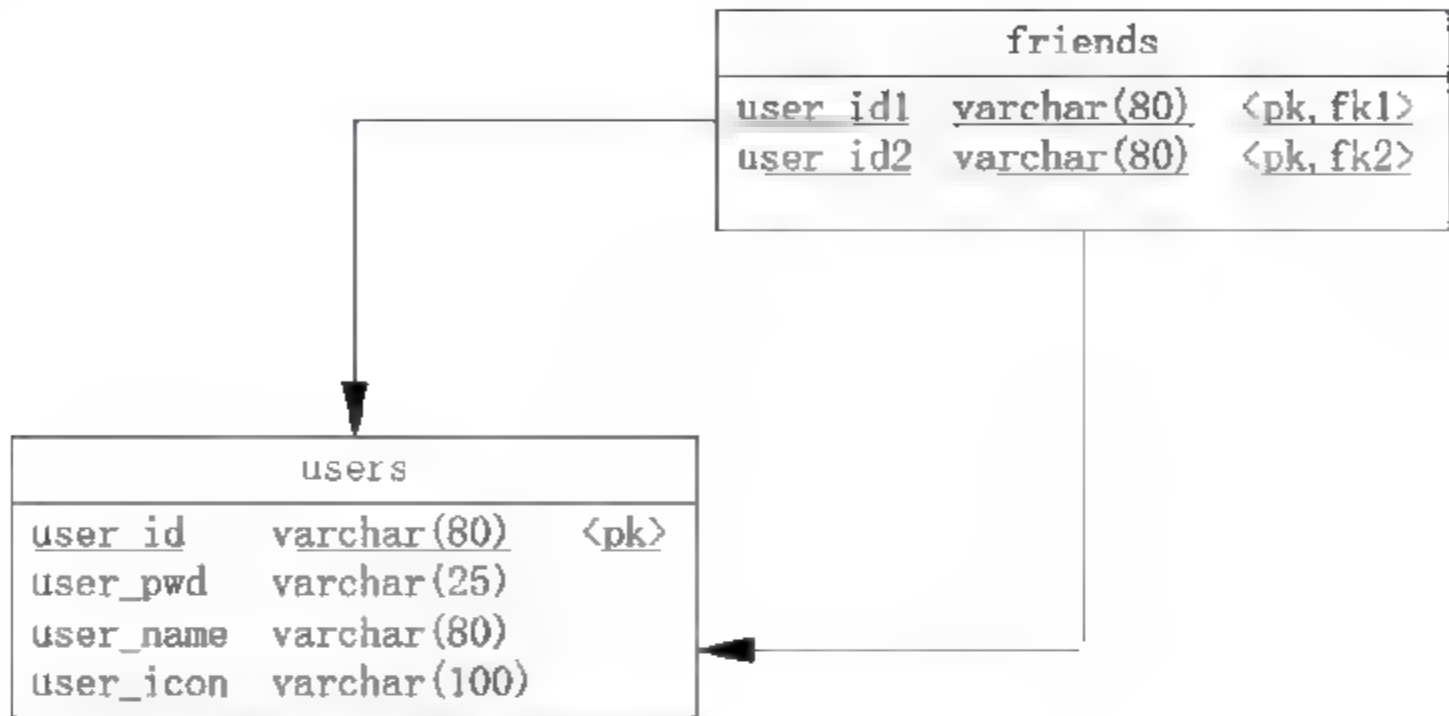 friends
user_id1 varchar(80) <pk,fk1>
user_id2 varchar(80) <pk,fk2>
users
user_id varchar(80) <pk>
user_pwd varchar(25)
user_name varchar(80)
user_icon varchar(100)